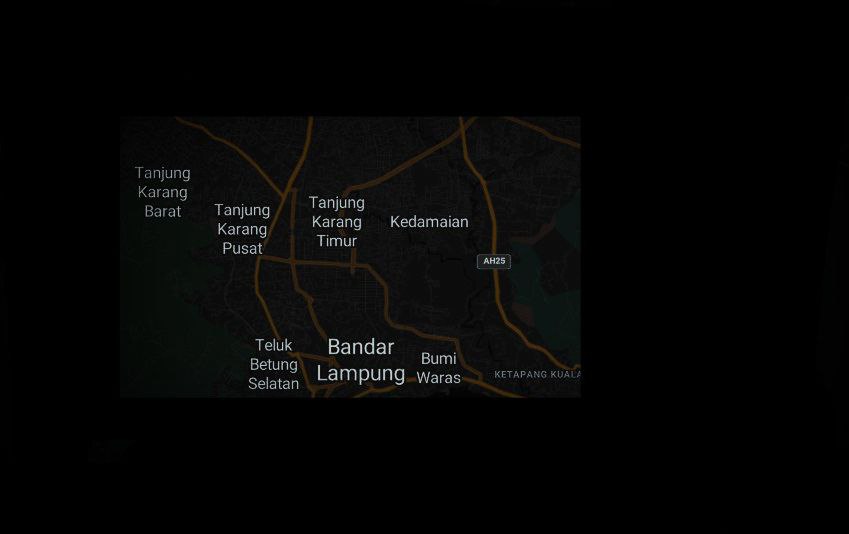 Tanjung
Karang
Barat
Tanjung
Karang
Pusat
Tanjung
Karang
Timur
Kedamaian
AH25
Teluk
Betung
Selatan
Bandar
Lampung
Bumi
Waras
KETAPANG KUALA